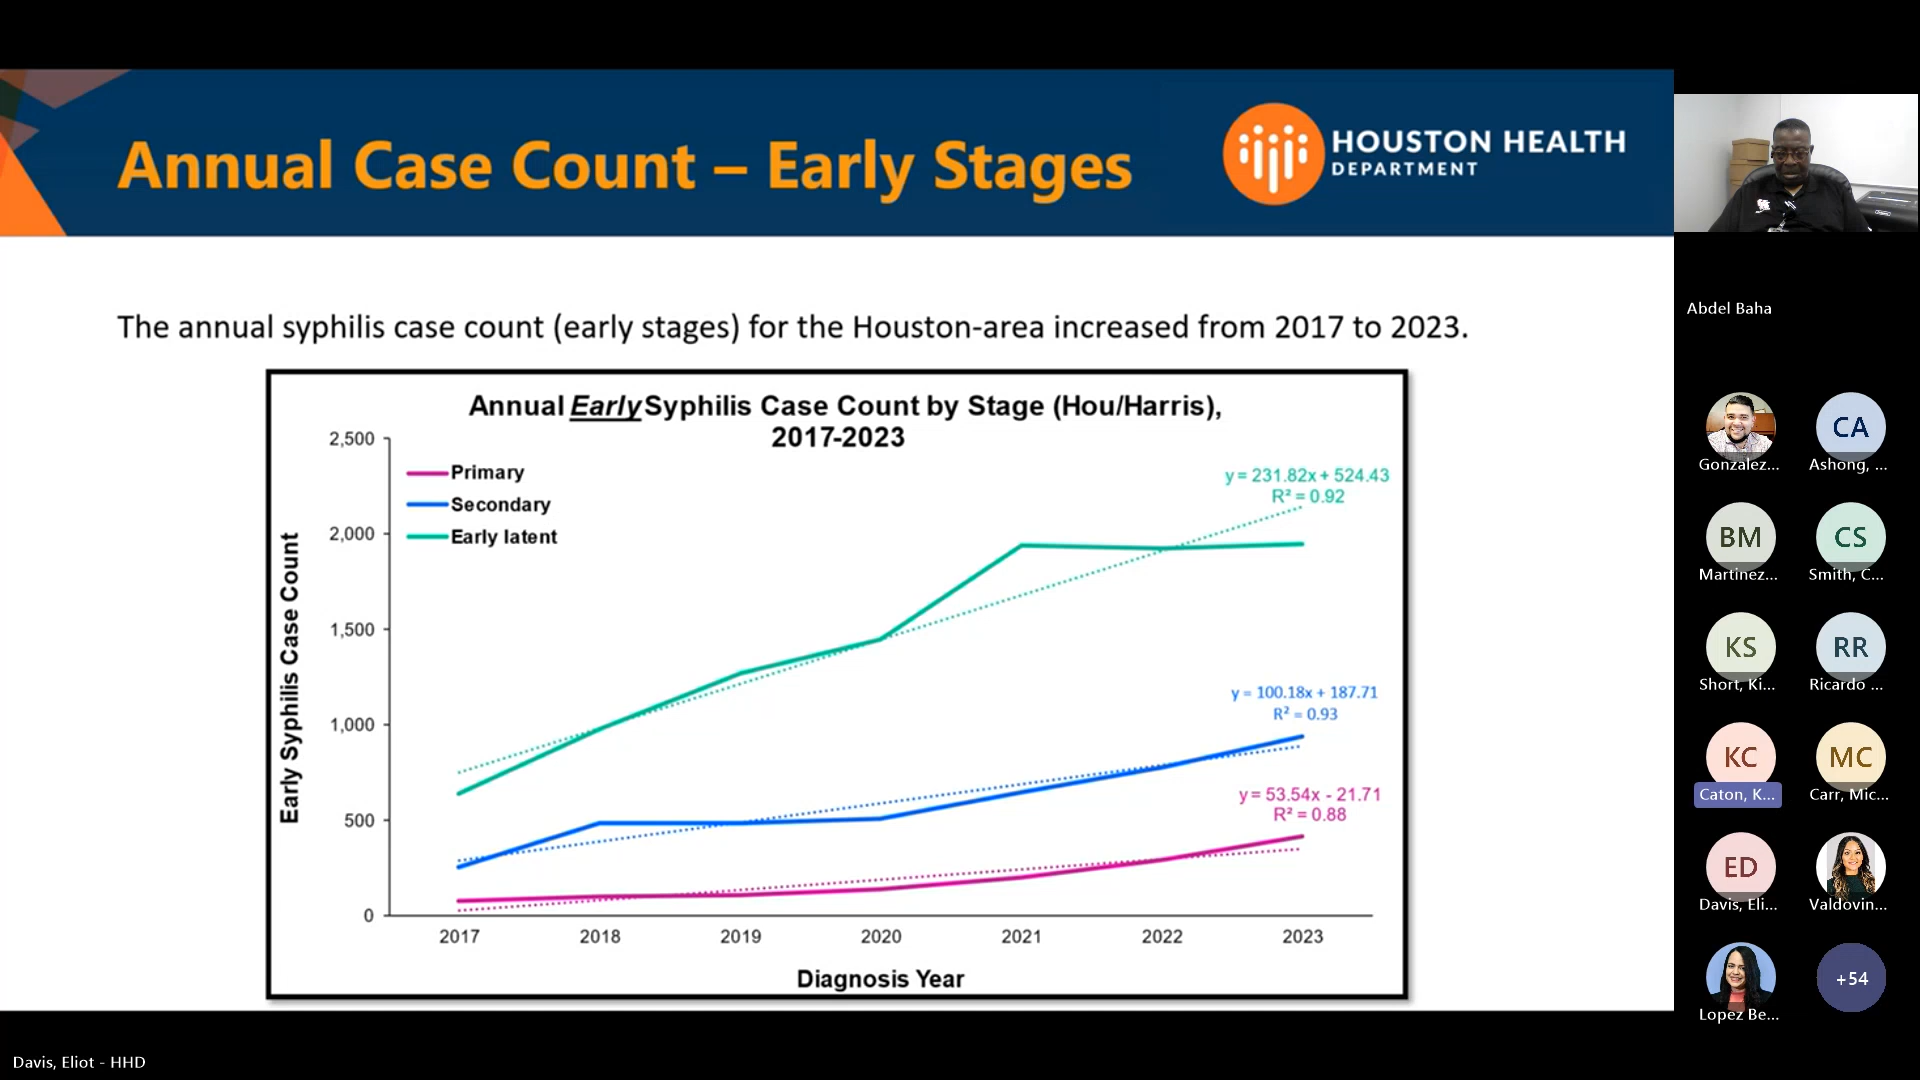 Annual Case Count – Early Stages
HOUSTON HEALTH
DEPARTMENT
The annual syphilis case count (early stages) for the Houston-area increased from 2017 to 2023.
Annual Early Syphilis Case Count by Stage (Hou/Harris),
2017-2023
Primary
Secondary
Early latent
Early Syphilis Case Count
2,500
2,000
1,500
1,000
500
0
y = 231.82x + 524.43
R² = 0.92
y = 100.18x + 187.71
R² = 0.93
y = 53.54x - 21.71
R² = 0.88
2017 2018 2019 2020 2021 2022 2023
Diagnosis Year
Abdel Baha
Gonzalez...
CA
Ashong, ...
BM
Martinez...
CS
Smith, C...
KS
Short, Ki...
RR
Ricardo ...
KC
Caton, K...
MC
Carr, Mic...
ED
Davis, Eli...
Valdovin...
Lopez Be...
+54
Davis, Eliot - HHD